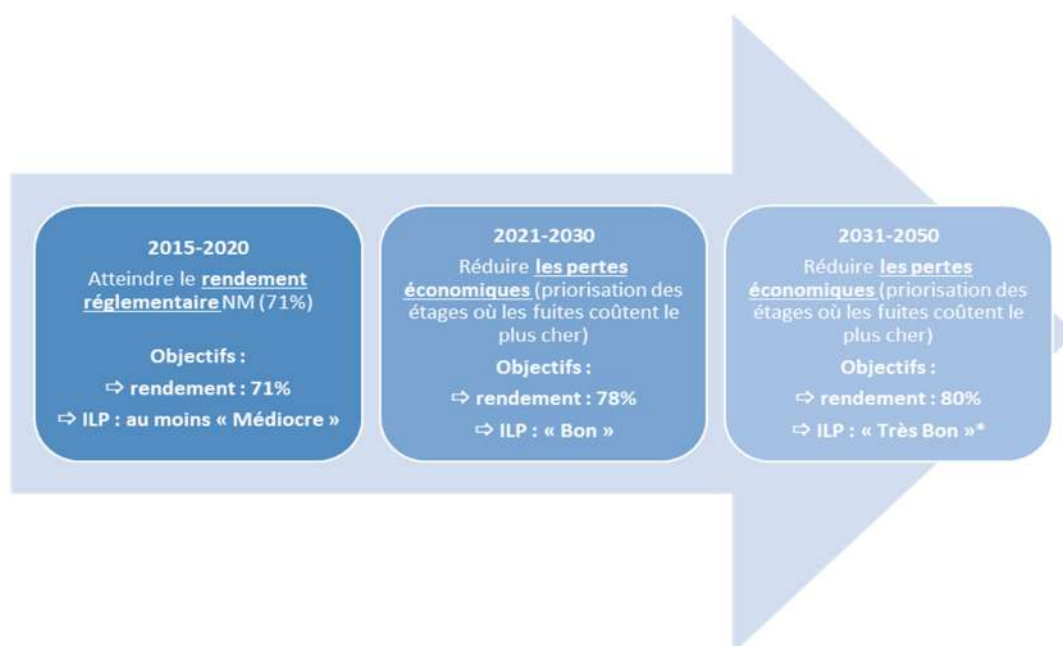 2015-2020
Atteindre le rendement
réglementaire NM (71%)
Objectifs :
⇨ rendement : 71%
⇨ ILP : au moins « Médiocre »
2021-2030
Réduire les pertes
économiques (priorisation des
étages où les fuites coûtent le
plus cher)
Objectifs :
⇨ rendement : 78%
⇨ ILP : « Bon »
2031-2050
Réduire les pertes
économiques (priorisation des
étages où les fuites coûtent le
plus cher)
Objectifs :
⇨ rendement : 80%
⇨ ILP : « Très Bon »*